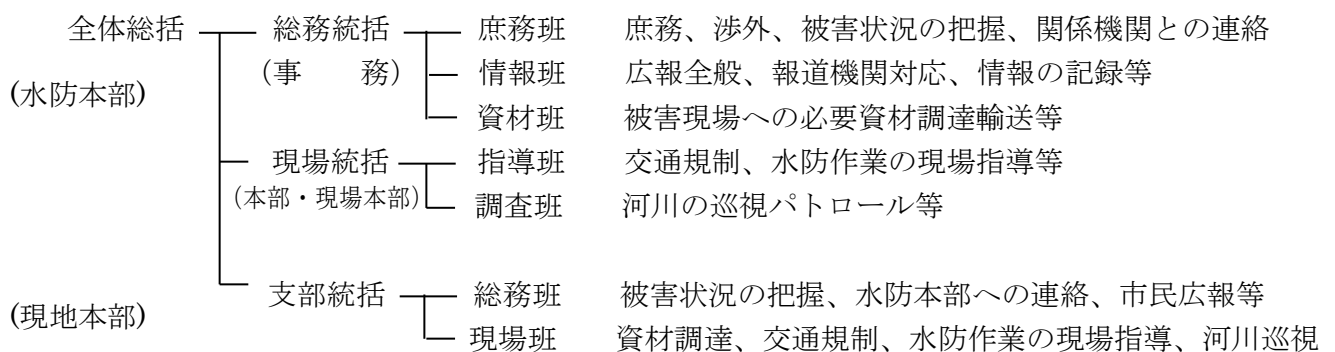 全体総括 総務統括 庶務班 庶務、渉外、被害状況の把握、関係機関との連絡
(事　務) 情報班 広報全般、報道機関対応、情報の記録等
(水防本部)
資材班 被害現場への必要資材調達輸送等
現場統括 指導班 交通規制、水防作業の現場指導等
(本部・現場本部) 調査班 河川の巡視パトロール等
支部統括 総務班 被害状況の把握、水防本部への連絡、市民広報等
(現地本部)
現場班 資材調達、交通規制、水防作業の現場指導、河川巡視